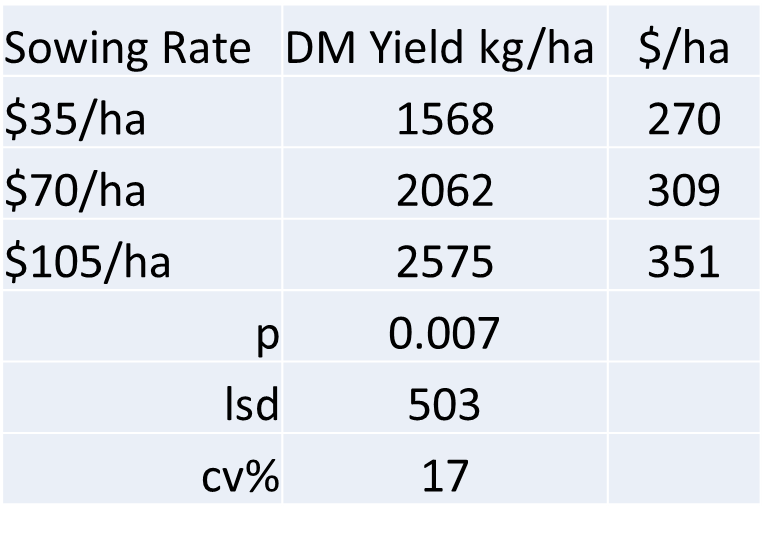 Sowing Rate DM Yield kg/ha $/ha
$35/ha 1568 270
$70/ha 2062 309
$105/ha 2575 351
p 0.007
lsd 503
cv% 17